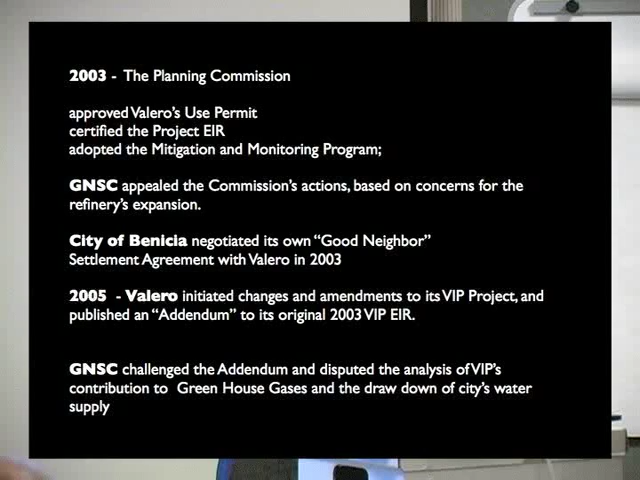 2003 - The Planning Commission
approved Valero's Use Permit
certified the Project EIR
adopted the Mitigation and Monitoring Program;
GNSC appealed the Commission's actions, based on concerns for the
refinery's expansion.
City of Benicia negotiated its own “Good Neighbor”
Settlement Agreement with Valero in 2003
2005 - Valero initiated changes and amendments to its VIP Project, and
published an “Addendum” to its original 2003 VIP EIR.
GNSC challenged the Addendum and disputed the analysis of VIP's
contribution to Green House Gases and the draw down of city's water
supply